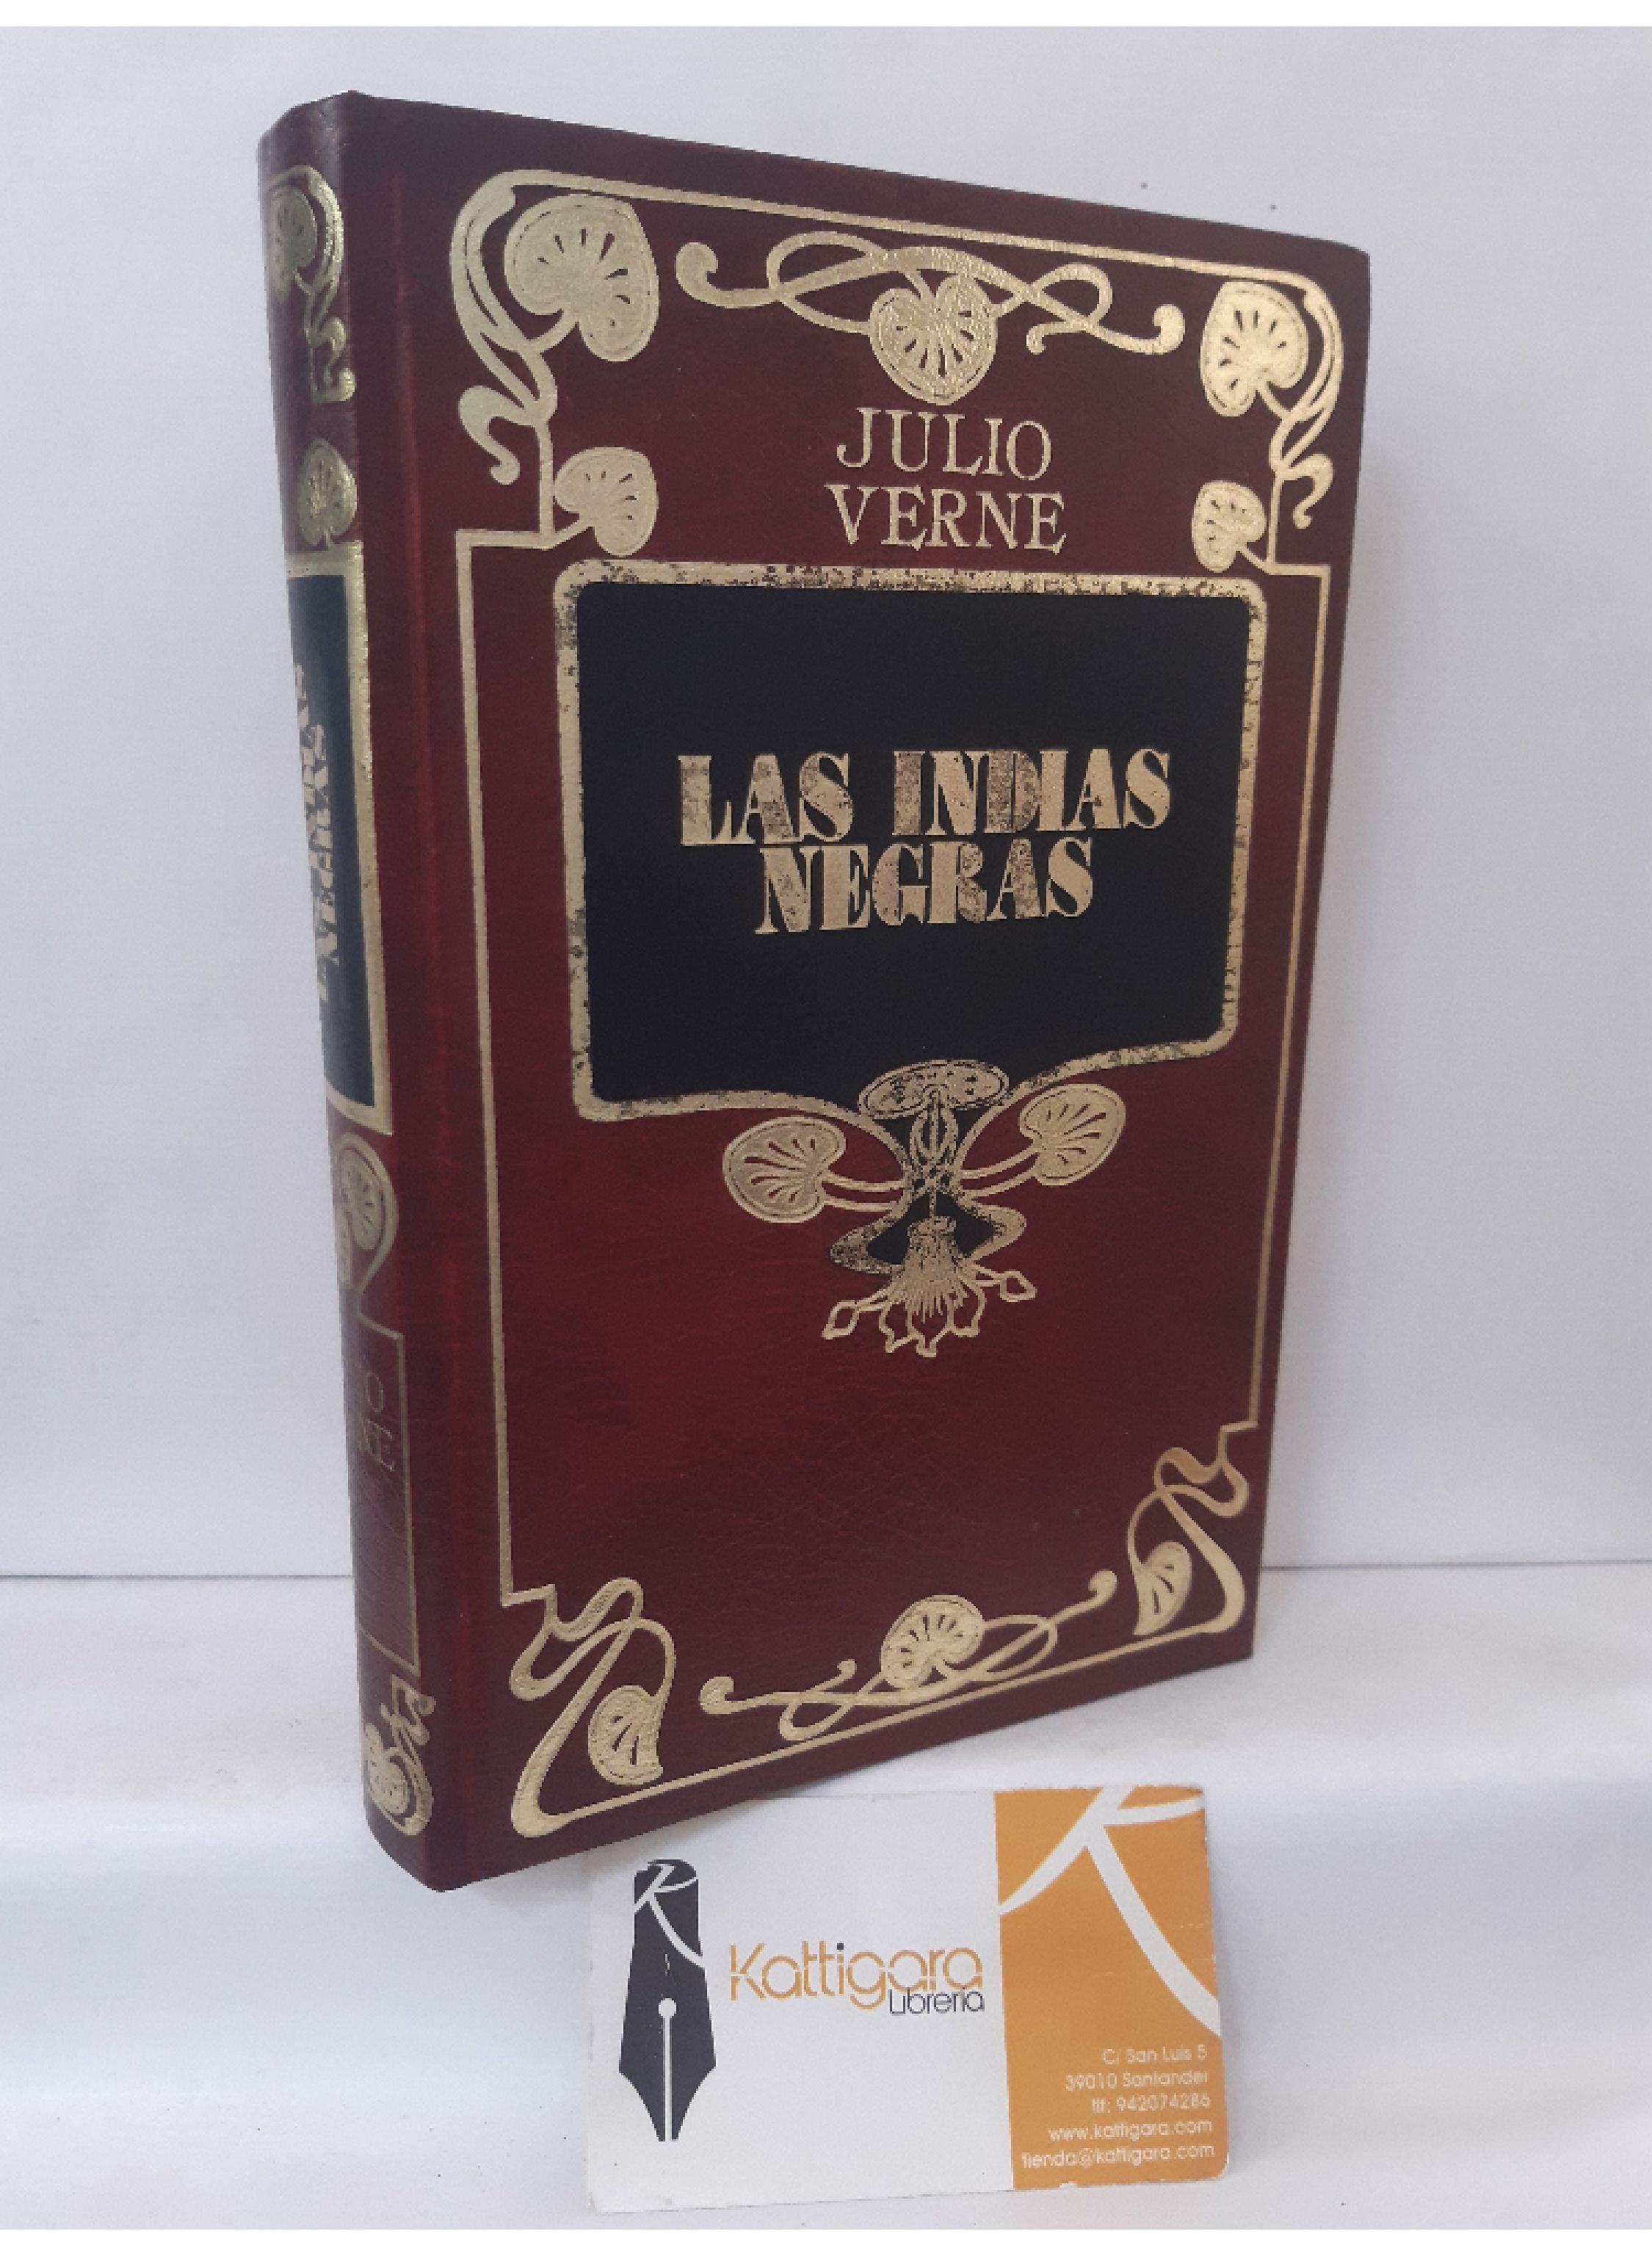 JULIO
VERNE
LAS INDIAS
NEGRAS
Kattigara
Librería
C/ San Luis 5
39010 Santander
tlf: 942074286
www.kattigara.com
tienda@kattigara.com